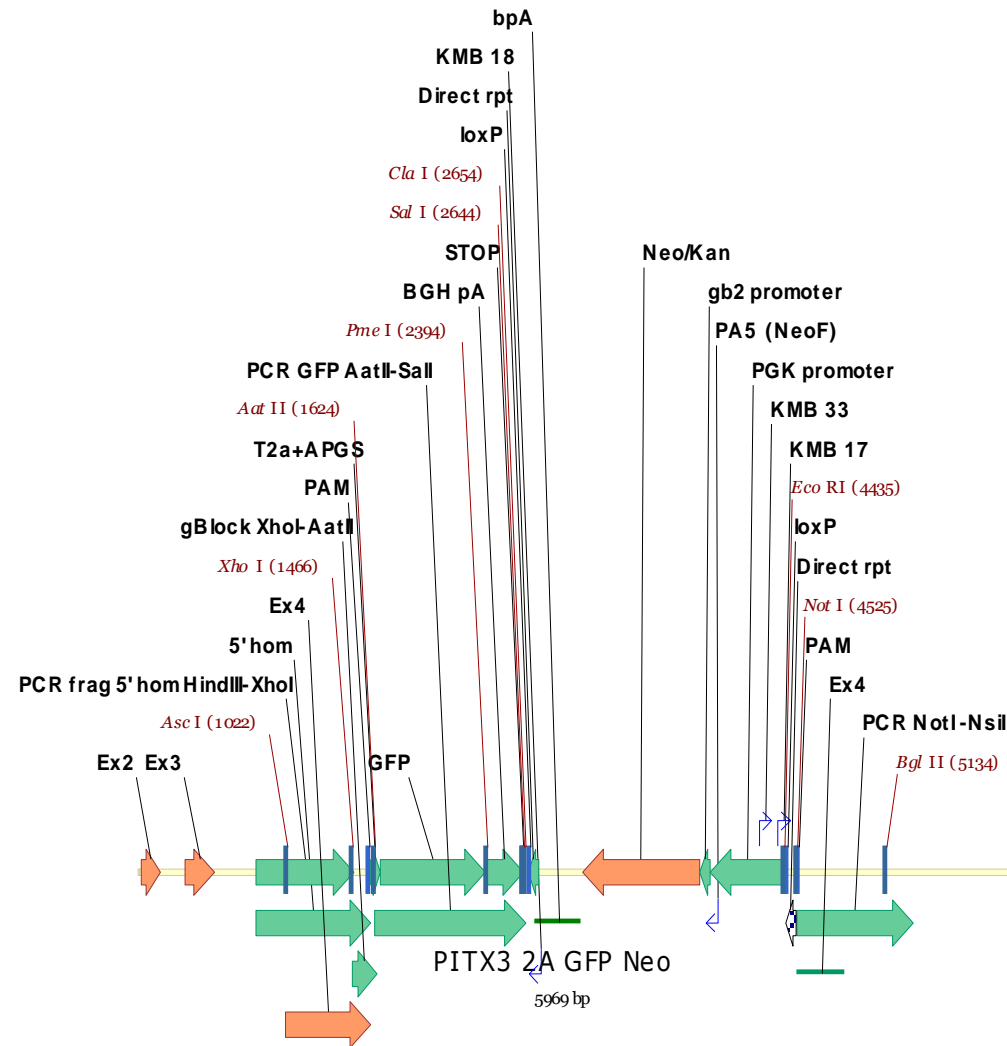 bpA
KMB 18
Direct rpt
loxP
Cla I (2654)
Sal I (2644)
STOP
Neo/Kan
BGH pA
gb2 promoter
Pme I (2394)
PA5 (NeoF)
PCR GFP AatII-SalI
PGK promoter
Aat II (1624)
KMB 33
T2a+APGS
KMB 17
PAM
Eco RI (4435)
gBlock XhoI-AatII
loxP
Xho I (1466)
Direct rpt
Ex4
Not I (4525)
5' hom
PAM
PCR frag 5' hom HindIII-XhoI
Ex4
Asc I (1022)
PCR NotI-NsiI
Ex2 Ex3
GFP
Bgl II (5134)
PITX3 2A GFP Neo
5969 bp